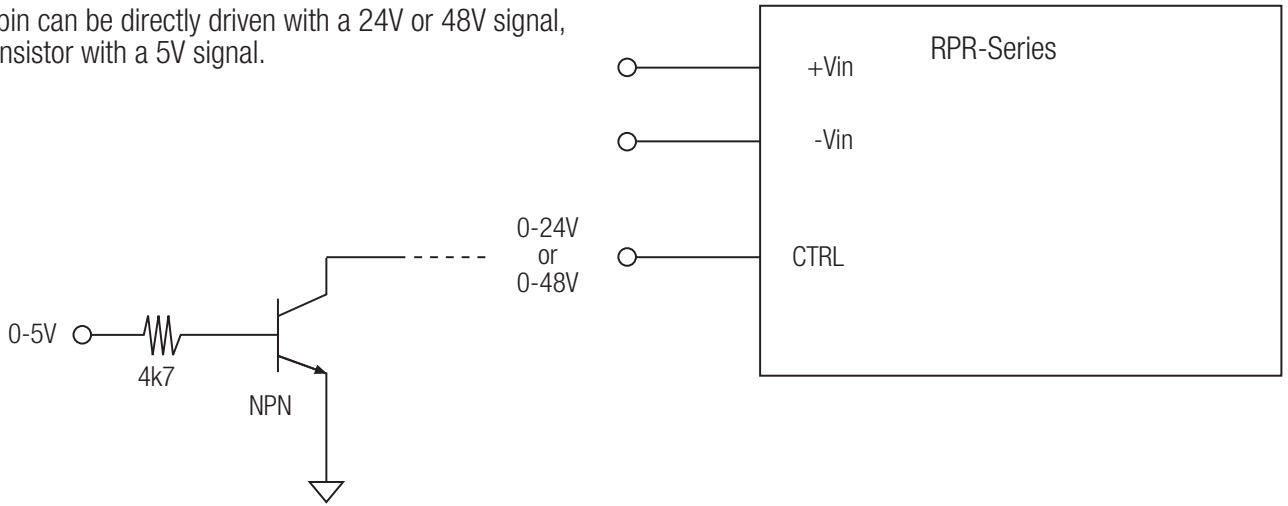 pin can be directly driven with a 24V or 48V signal,
nsistor with a 5V signal.
RPR-Series
+Vin
-Vin
0-24V
or
0-48V
CTRL
0-5V
4k7
NPN